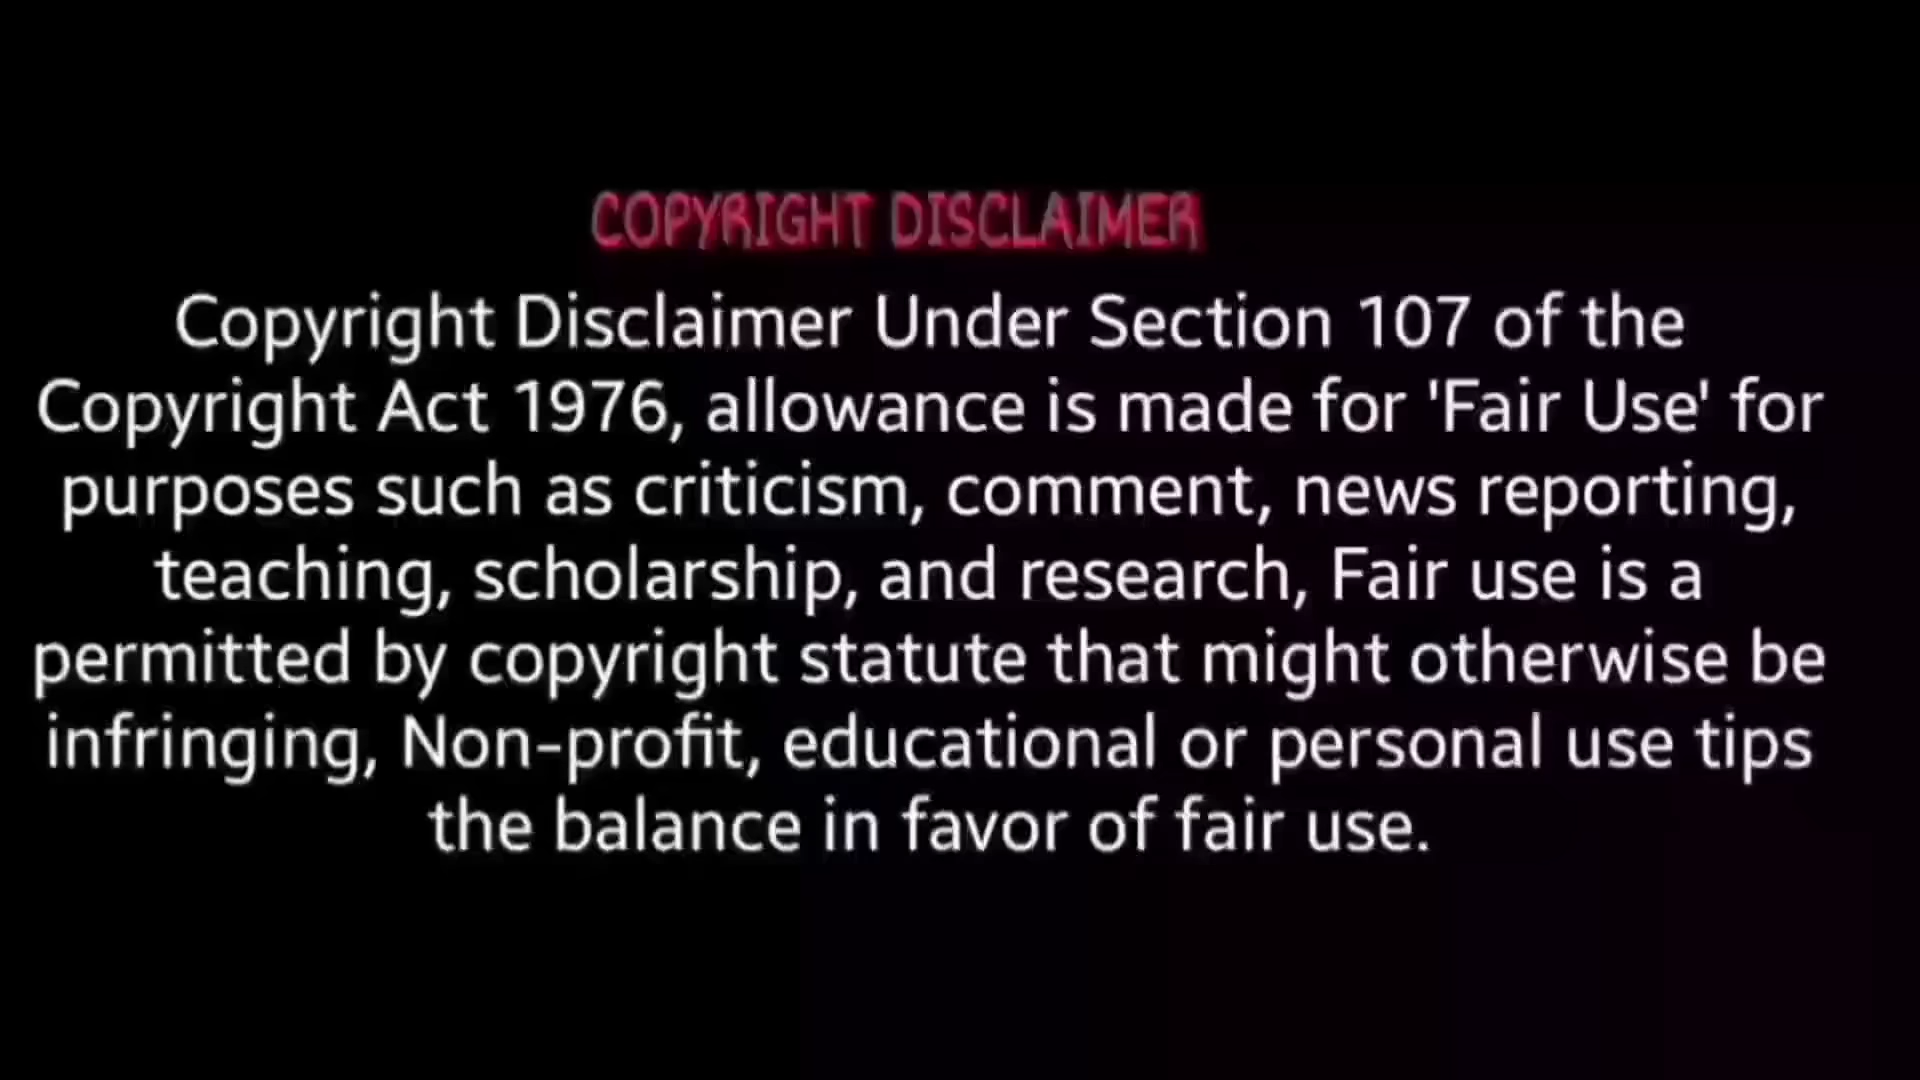 COPYRIGHT DISCLAIMER
Copyright Disclaimer Under Section 107 of the
Copyright Act 1976, allowance is made for 'Fair Use' for
purposes such as criticism, comment, news reporting,
teaching, scholarship, and research, Fair use is a
permitted by copyright statute that might otherwise be
infringing, Non-profit, educational or personal use tips
the balance in favor of fair use.